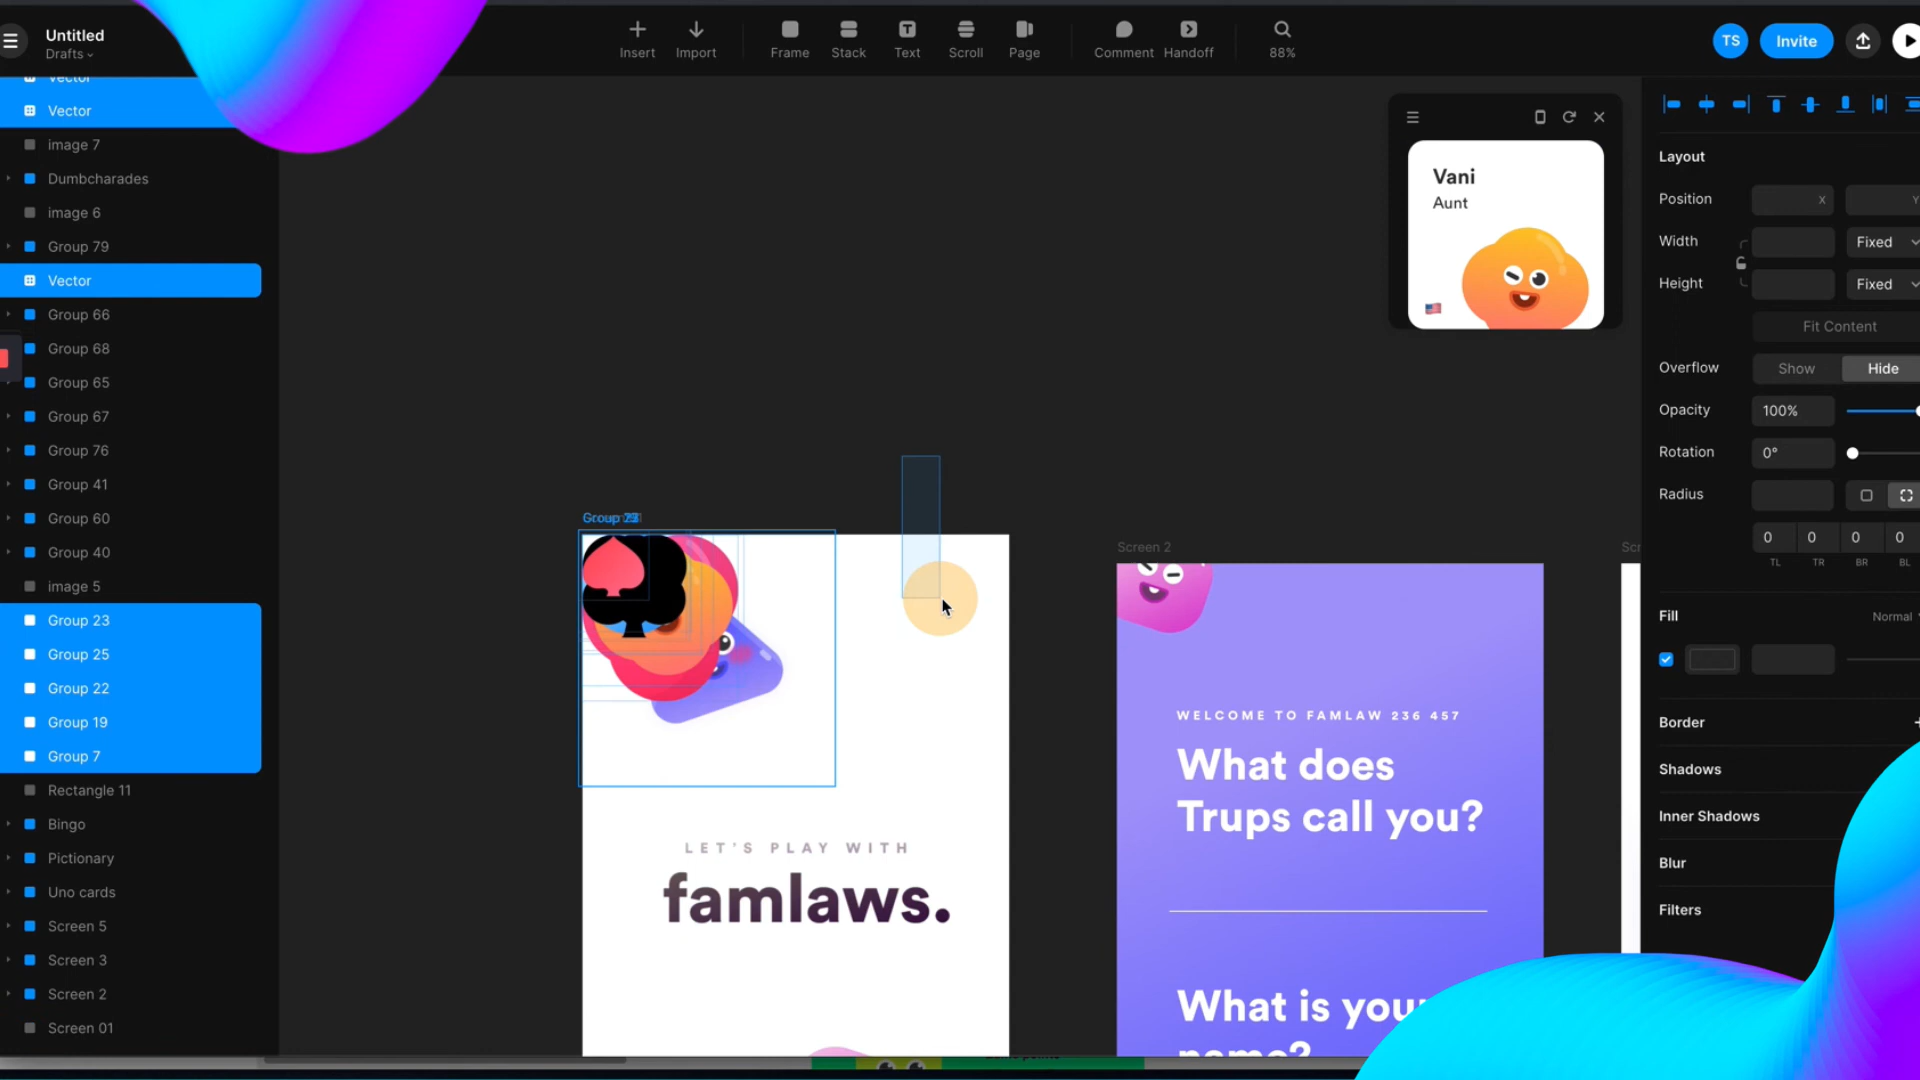 Untitled
Drafts
Insert
Import
Frame
Stack
Text
Scroll
Page
Comment
Handoff
88%
TS
Invite
Vector
Vector
image 7
Dumbcharades
image 6
Group 79
Vector
Group 66
Group 68
Group 65
Group 67
Group 76
Group 41
Group 60
Group 40
image 5
Group 23
Group 25
Group 22
Group 19
Group 7
Rectangle 11
Bingo
Pictionary
Uno cards
Screen 5
Screen 3
Screen 2
Screen 01
Vani
Aunt
LET'S PLAY WITH
famlaws.
Screen 2
WELCOME TO FAMLAW 236 457
What does
Trups call you?
What is your
name?
Layout
Position X Y
Width Fixed
Height Fixed
Fit Content
Overflow Show Hide
Opacity 100%
Rotation 0°
Radius
0 0 0 0
TL TR BR BL
Fill Normal
Border
Shadows
Inner Shadows
Blur
Filters